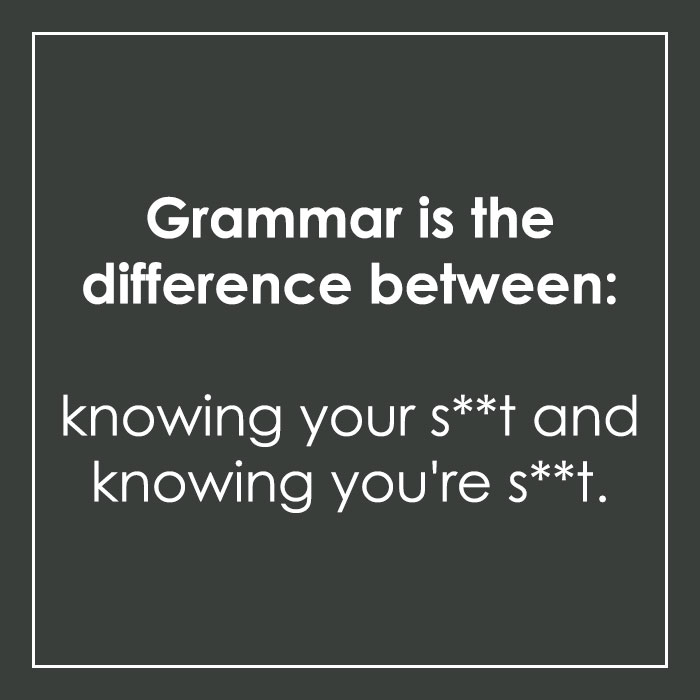 Grammar is the
difference between:
knowing your s**t and
knowing you're s**t.